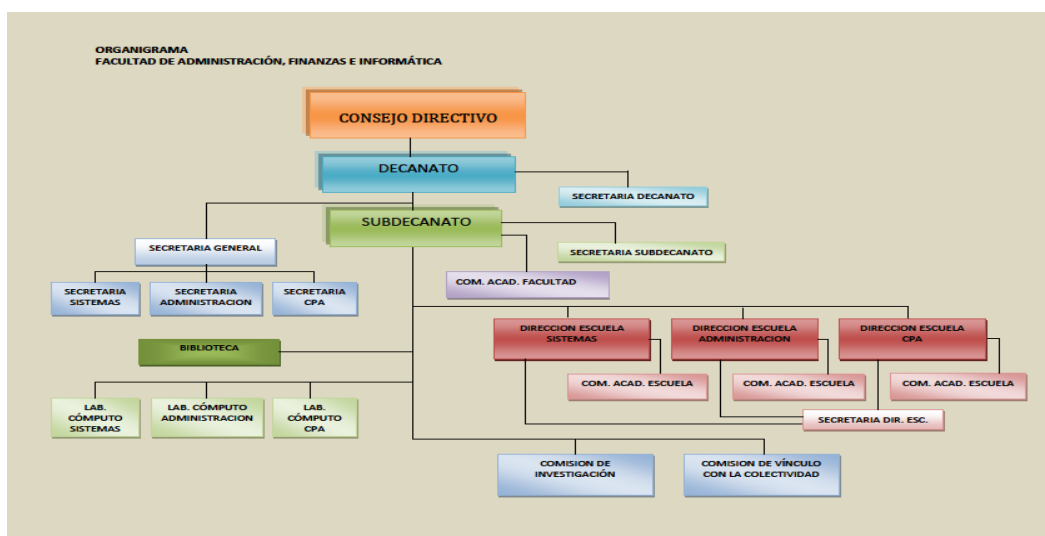 ORGANIGRAMA
FACULTAD DE ADMINISTRACIÓN, FINANZAS E INFORMÁTICA
CONSEJO DIRECTIVO
DECANATO
SECRETARIA DECANATO
SUBDECANATO
SECRETARIA GENERAL
SECRETARIA SUBDECANATO
COM. ACAD. FACULTAD
SECRETARIA
SISTEMAS
SECRETARIA
ADMINISTRACION
SECRETARIA
CPA
DIRECCION ESCUELA
SISTEMAS
DIRECCION ESCUELA
ADMINISTRACION
DIRECCION ESCUELA
CPA
BIBLIOTECA
COM. ACAD. ESCUELA
COM. ACAD. ESCUELA
COM. ACAD. ESCUELA
LAB.
CÓMPUTO
SISTEMAS
LAB. CÓMPUTO
ADMINISTRACION
LAB.
CÓMPUTO
CPA
SECRETARIA DIR. ESC.
COMISION DE
INVESTIGACIÓN
COMISION DE VÍNCULO
CON LA COLECTIVIDAD